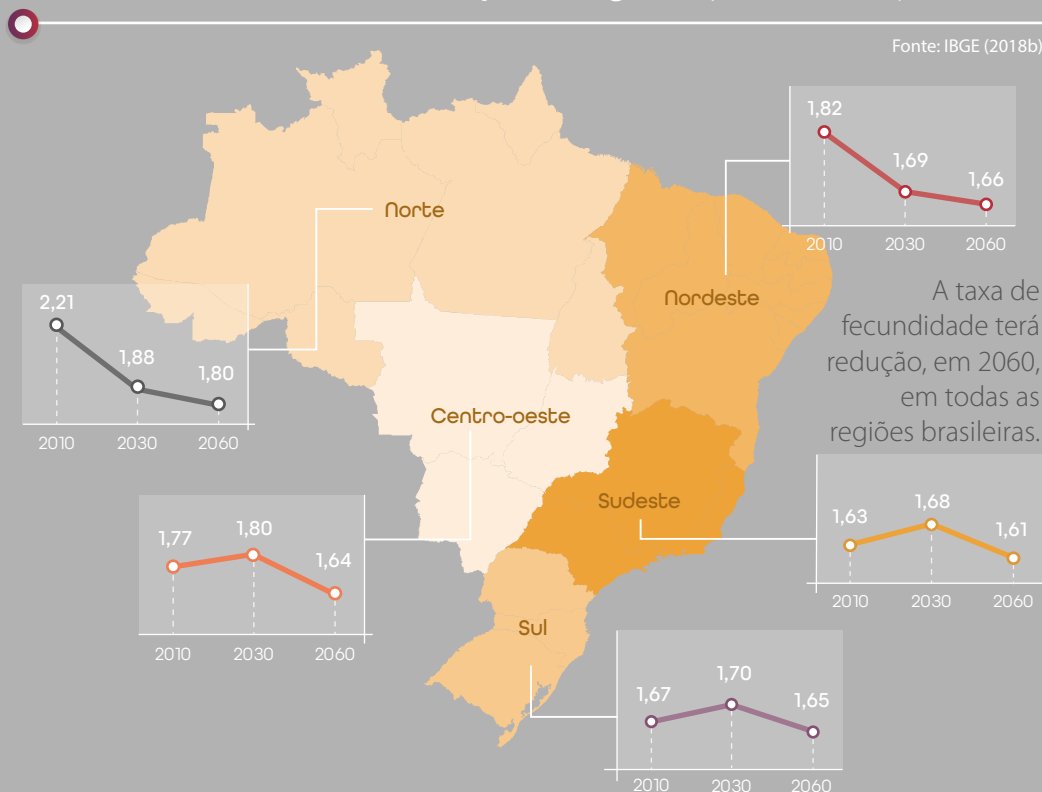 Fonte: IBGE (2018b)
1,82
1,69
1,66
2010 2030 2060
Norte
Nordeste
A taxa de
fecundidade terá
redução, em 2060,
em todas as
regiões brasileiras.
2,21
1,88
1,80
2010 2030 2060
Centro-oeste
Sudeste
1,77
1,80
1,64
2010 2030 2060
1,63
1,68
1,61
2010 2030 2060
Sul
1,67
1,70
1,65
2010 2030 2060